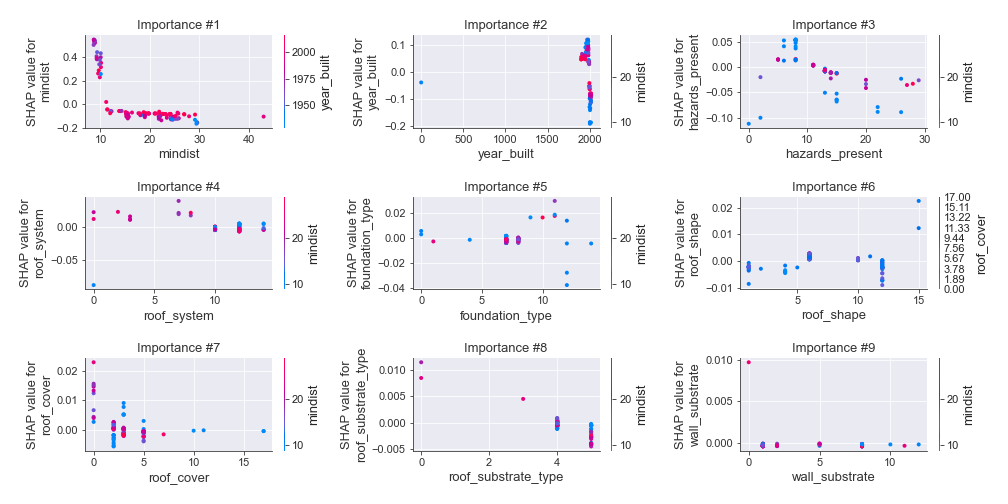 Importance #1
SHAP value for
mindist
0.4
0.2
0.0
−0.2
10
20
30
40
mindist
2000
1975
1950
year_built
Importance #2
SHAP value for
year_built
0.1
0.0
−0.1
−0.2
0
500
1000
1500
2000
year_built
20
10
mindist
Importance #3
SHAP value for
hazards_present
0.05
0.00
−0.05
−0.10
0
10
20
30
hazards_present
20
10
mindist
Importance #4
SHAP value for
roof_system
0.00
−0.05
0
10
roof_system
20
10
mindist
Importance #5
SHAP value for
foundation_type
0.02
0.00
−0.02
−0.04
0
5
10
foundation_type
20
10
mindist
Importance #6
SHAP value for
roof_shape
0.02
0.01
0.00
−0.01
5
10
15
roof_shape
17.00
15.11
13.22
11.33
9.44
7.56
5.67
3.78
1.89
0.00
roof_cover
Importance #7
SHAP value for
roof_cover
0.02
0.01
0.00
0
5
10
15
roof_cover
20
10
mindist
Importance #8
SHAP value for
roof_substrate_type
0.010
0.005
0.000
−0.005
0
2
4
roof_substrate_type
20
10
mindist
Importance #9
SHAP value for
wall_substrate
0.010
0.005
0.000
0
5
10
wall_substrate
20
10
mindist